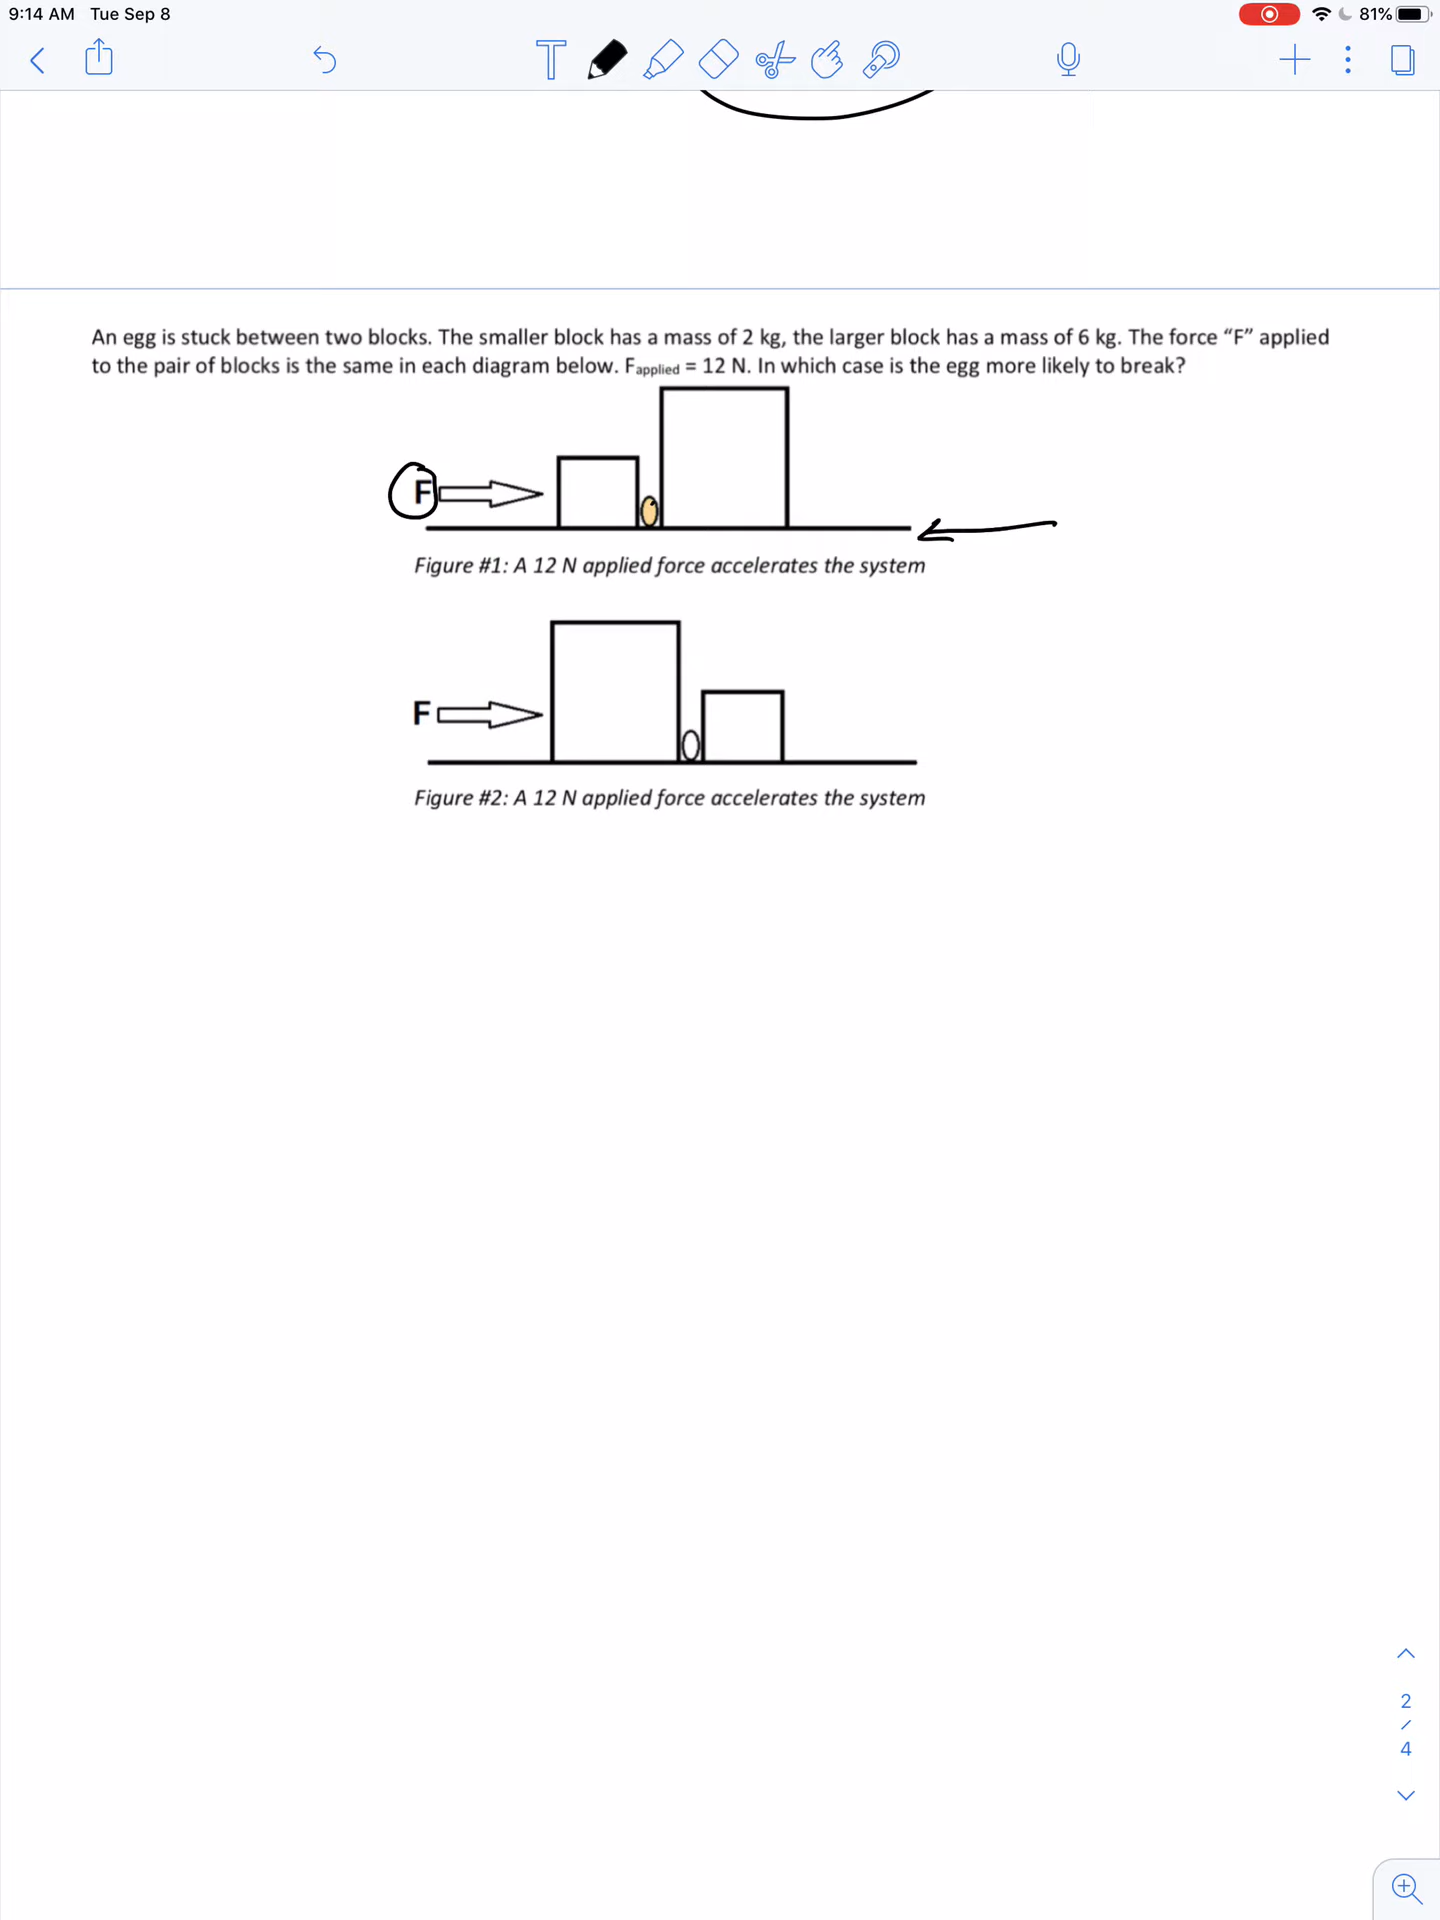 9:14 AM Tue Sep 8
81%
T
An egg is stuck between two blocks. The smaller block has a mass of 2 kg, the larger block has a mass of 6 kg. The force “F” applied
to the pair of blocks is the same in each diagram below. Fapplied = 12 N. In which case is the egg more likely to break?
F
Figure #1: A 12 N applied force accelerates the system
F
Figure #2: A 12 N applied force accelerates the system
2
/
4